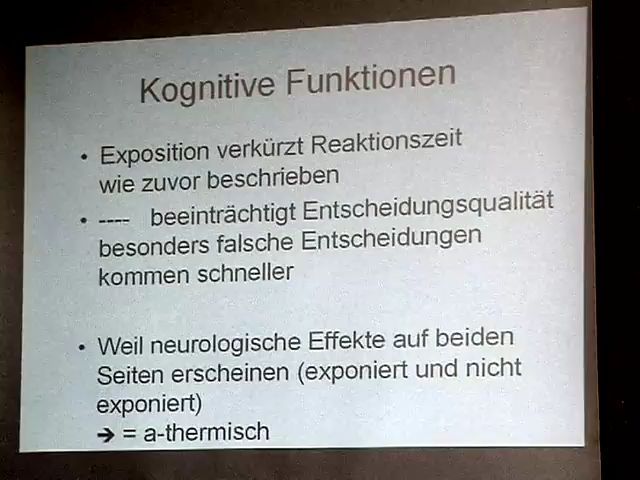 Kognitive Funktionen
• Exposition verkürzt Reaktionszeit
wie zuvor beschrieben
• ---- beeinträchtigt Entscheidungsqualität
besonders falsche Entscheidungen
kommen schneller
• Weil neurologische Effekte auf beiden
Seiten erscheinen (exponiert und nicht
exponiert)
➔ = a-thermisch